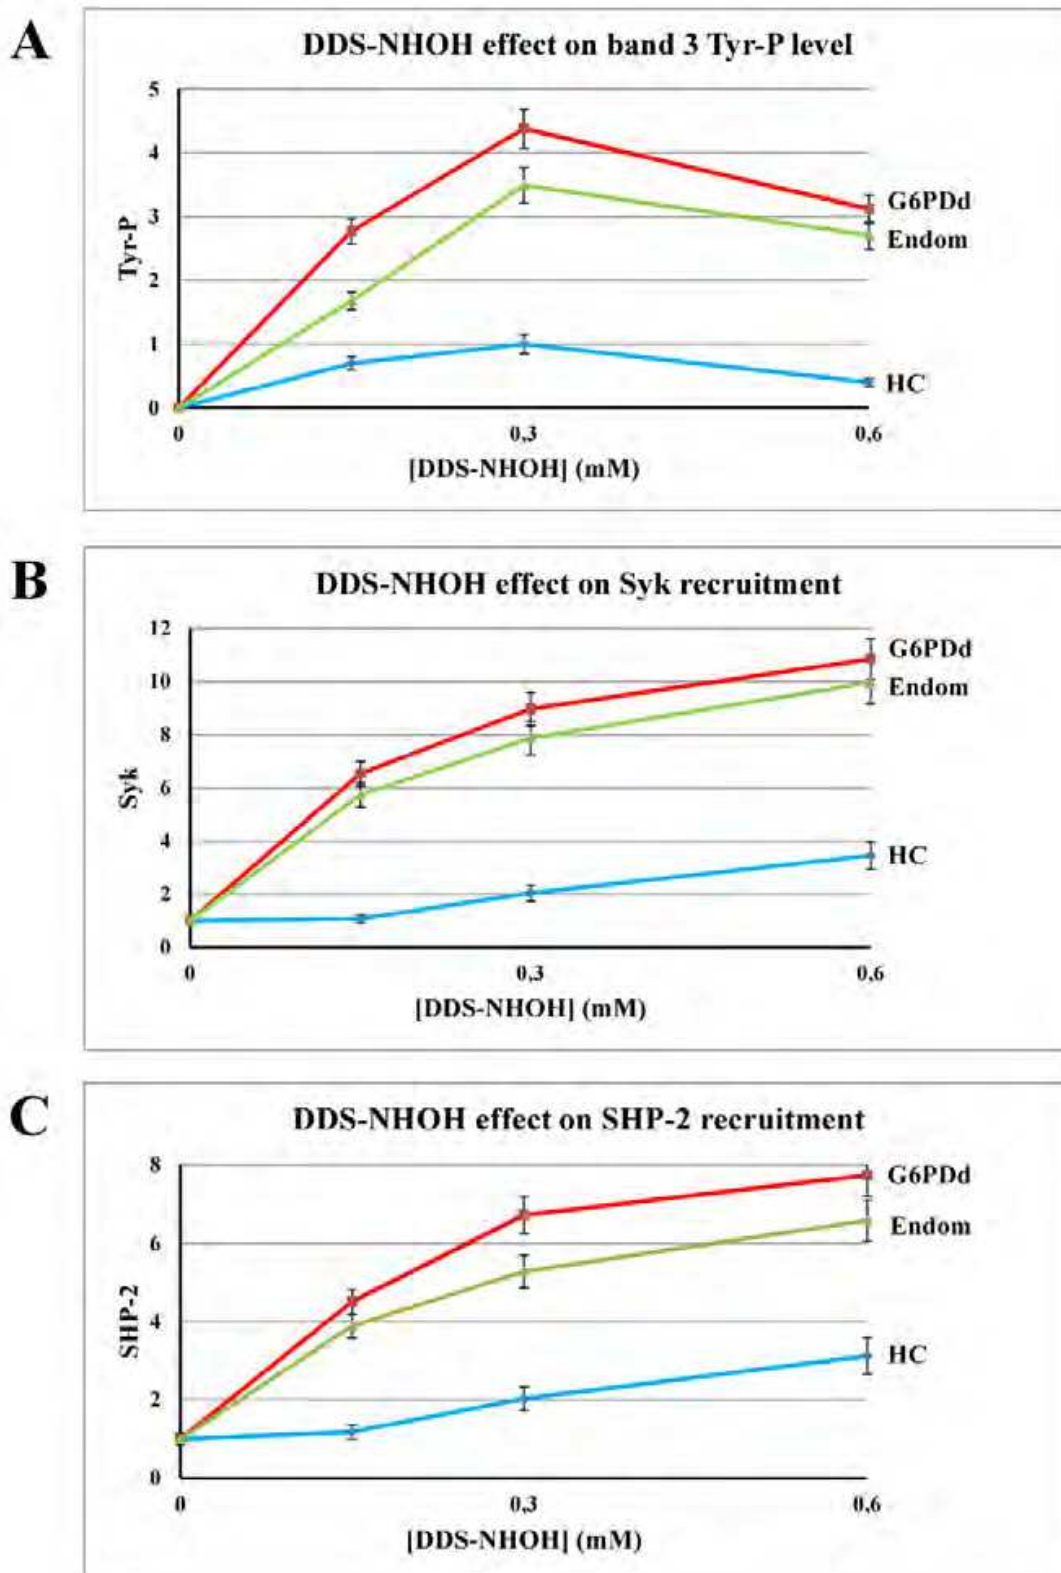 A
DDS-NHOH effect on band 3 Tyr-P level
5
4
3
2
1
0
Tyr-P
G6PDd
Endom
HC
0 0,3 0,6
[DDS-NHOH] (mM)
B
DDS-NHOH effect on Syk recruitment
12
10
8
6
4
2
0
Syk
G6PDd
Endom
HC
0 0,3 0,6
[DDS-NHOH] (mM)
C
DDS-NHOH effect on SHP-2 recruitment
8
6
4
2
0
SHP-2
G6PDd
Endom
HC
0 0,3 0,6
[DDS-NHOH] (mM)